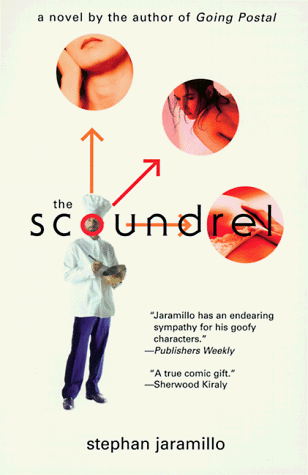 a novel by the author of Going Postal
the
scoundrel
"Jaramillo has an endearing
sympathy for his goofy
characters."
—Publishers Weekly
"A true comic gift."
—Sherwood Kiraly
stephan jaramillo